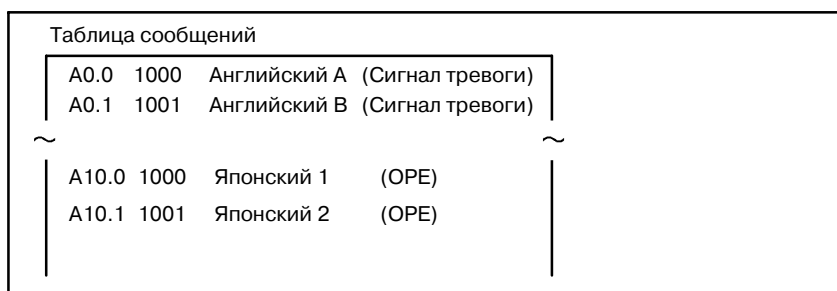 Таблица сообщений
A0.0 1000 Английский A (Сигнал тревоги)
A0.1 1001 Английский B (Сигнал тревоги)
A10.0 1000 Японский 1 (OPE)
A10.1 1001 Японский 2 (OPE)